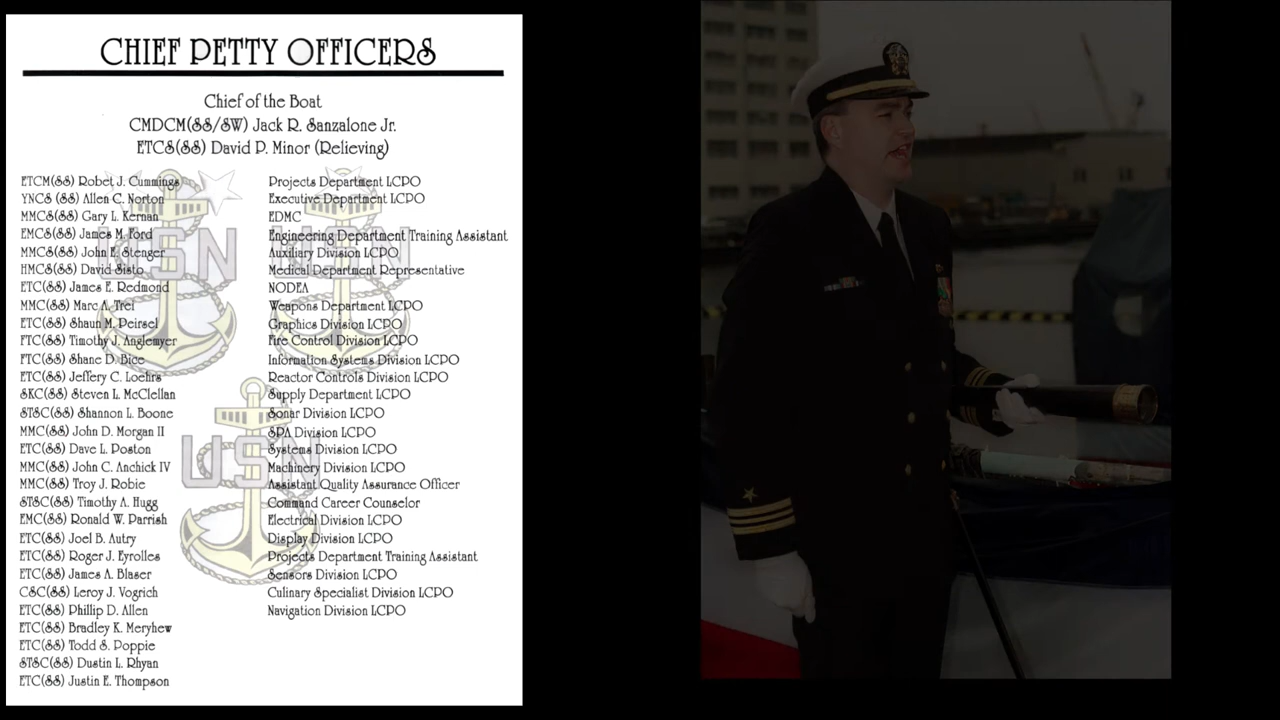 CHIEF PETTY OFFICERS
Chief of the Boat
CMDCM(SS/SW) Jack R. Sanzalone Jr.
ETCS(SS) David P. Minor (Relieving)
ETCM(SS) Robet J. Cummings Projects Department LCPO
YNCS (SS) Allen C. Norton Executive Department LCPO
MMCS(SS) Gary L. Kernan EDMC
EMCS(SS) James M. Ford Engineering Department Training Assistant
MMCS(SS) John E. Stenger Auxiliary Division LCPO
HMCS(SS) David Sisto Medical Department Representative
ETC(SS) James E. Redmond NODEA
MMC(SS) Marc A. Trei Weapons Department LCPO
ETC(SS) Shaun M. Peirsel Graphics Division LCPO
FTC(SS) Timothy J. Anglemyer Fire Control Division LCPO
FTC(SS) Shane D. Bice Information Systems Division LCPO
ETC(SS) Jeffery C. Loehrs Reactor Controls Division LCPO
SKC(SS) Steven L. McClellan Supply Department LCPO
STSC(SS) Shannon L. Boone Sonar Division LCPO
MMC(SS) John D. Morgan II SPA Division LCPO
ETC(SS) Dave L. Poston Systems Division LCPO
MMC(SS) John C. Anchick IV Machinery Division LCPO
MMC(SS) Troy J. Robie Assistant Quality Assurance Officer
STSC(SS) Timothy A. Hugg Command Career Counselor
EMC(SS) Ronald W. Parrish Electrical Division LCPO
ETC(SS) Joel B. Autry Display Division LCPO
ETC(SS) Roger J. Eyrolles Projects Department Training Assistant
ETC(SS) James A. Blaser Sensors Division LCPO
CSC(SS) Leroy J. Vogrich Culinary Specialist Division LCPO
ETC(SS) Phillip D. Allen Navigation Division LCPO
ETC(SS) Bradley K. Meryhew
ETC(SS) Todd S. Poppie
STSC(SS) Dustin L. Rhyan
ETC(SS) Justin E. Thompson
USN
USN
USN